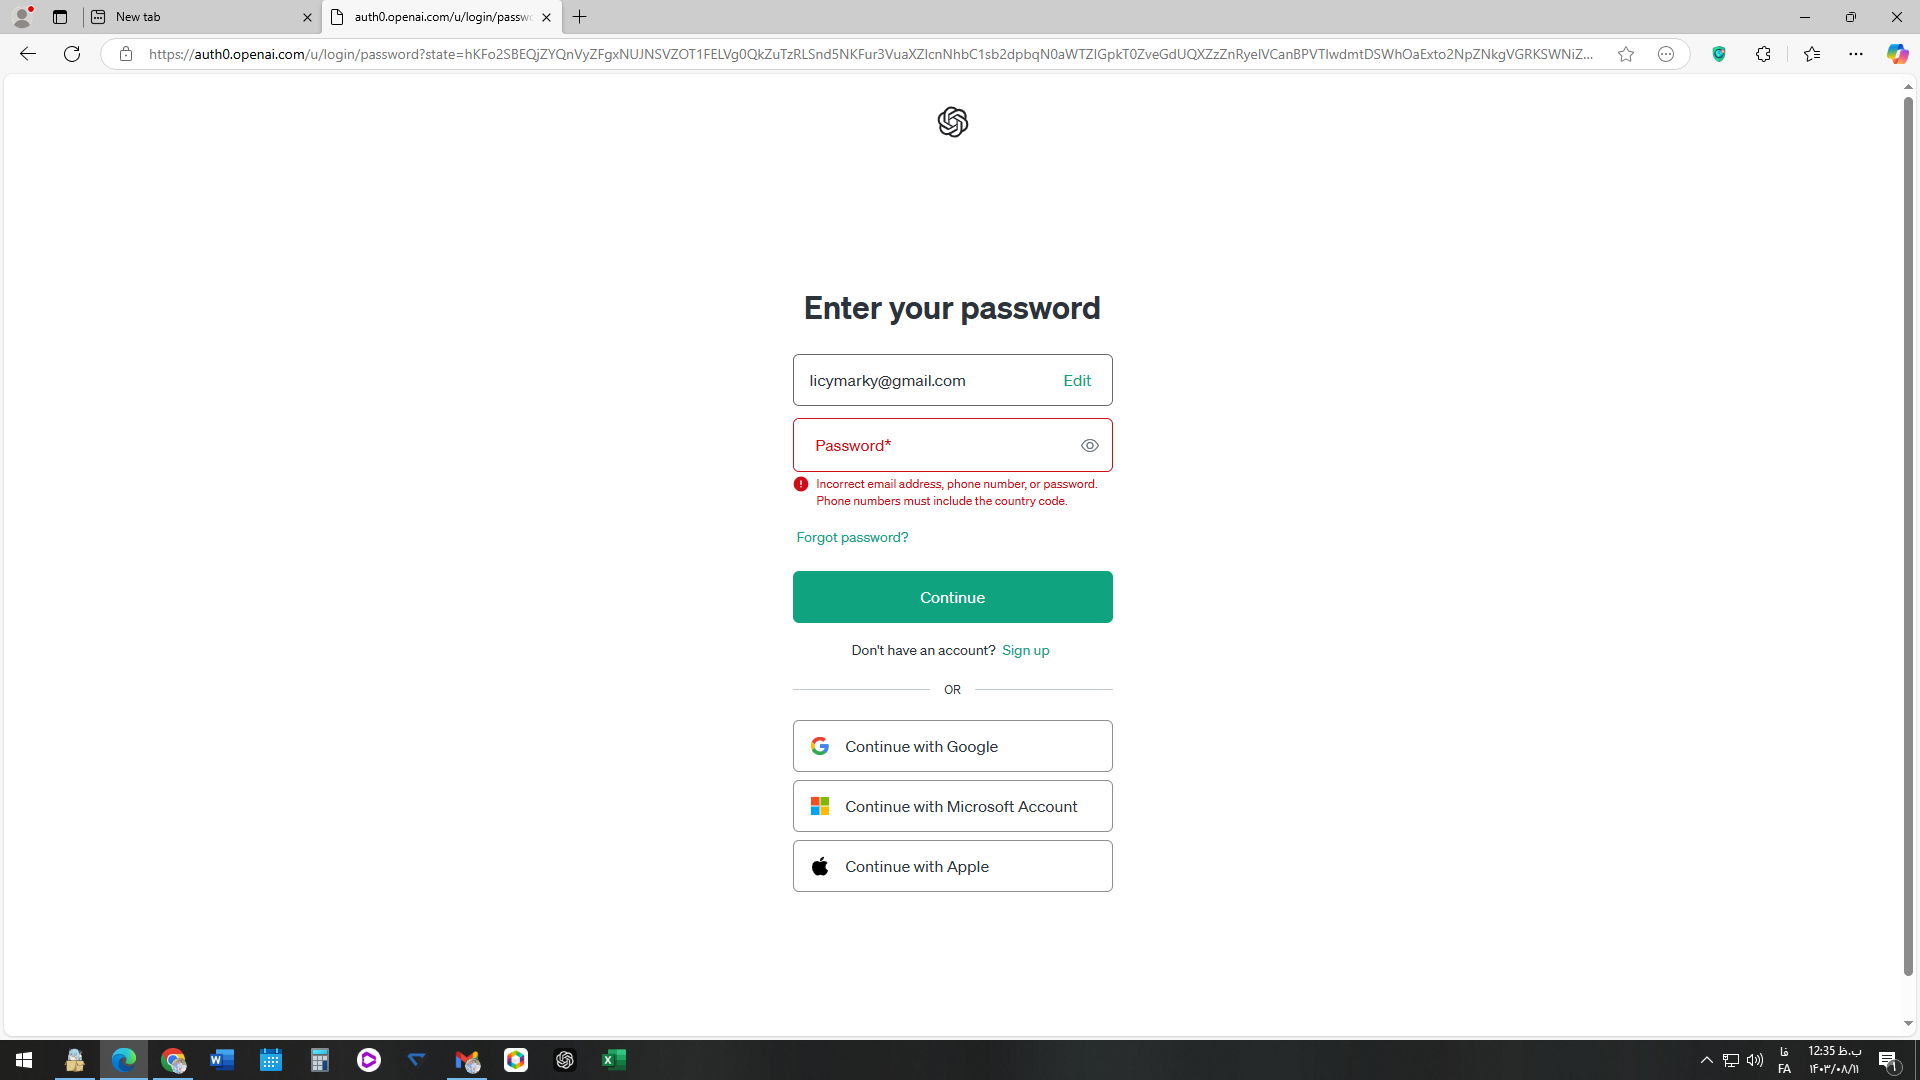 New tab
auth0.openai.com/u/login/passwo
https://auth0.openai.com/u/login/password?state=hKFo2SBEQjZYQnVyZFgxNUJNSVZOT1FELVg0QkZuTzRLSnd5NKFur3VuaXZlcnNhbC1sb2dpbqN0aWTZIGpkT0ZveGdUQXZzZnRyelVCanBPVTlwdmtDSWhOaExto2NpZNkgVGRKSWNiZ...
Enter your password
licymarky@gmail.com
Edit
Password*
Incorrect email address, phone number, or password.
Phone numbers must include the country code.
Forgot password?
Continue
Don't have an account? Sign up
OR
Continue with Google
Continue with Microsoft Account
Continue with Apple
فا
FA
12:35 ب.ظ
۱۴۰۳/۰۸/۱۱